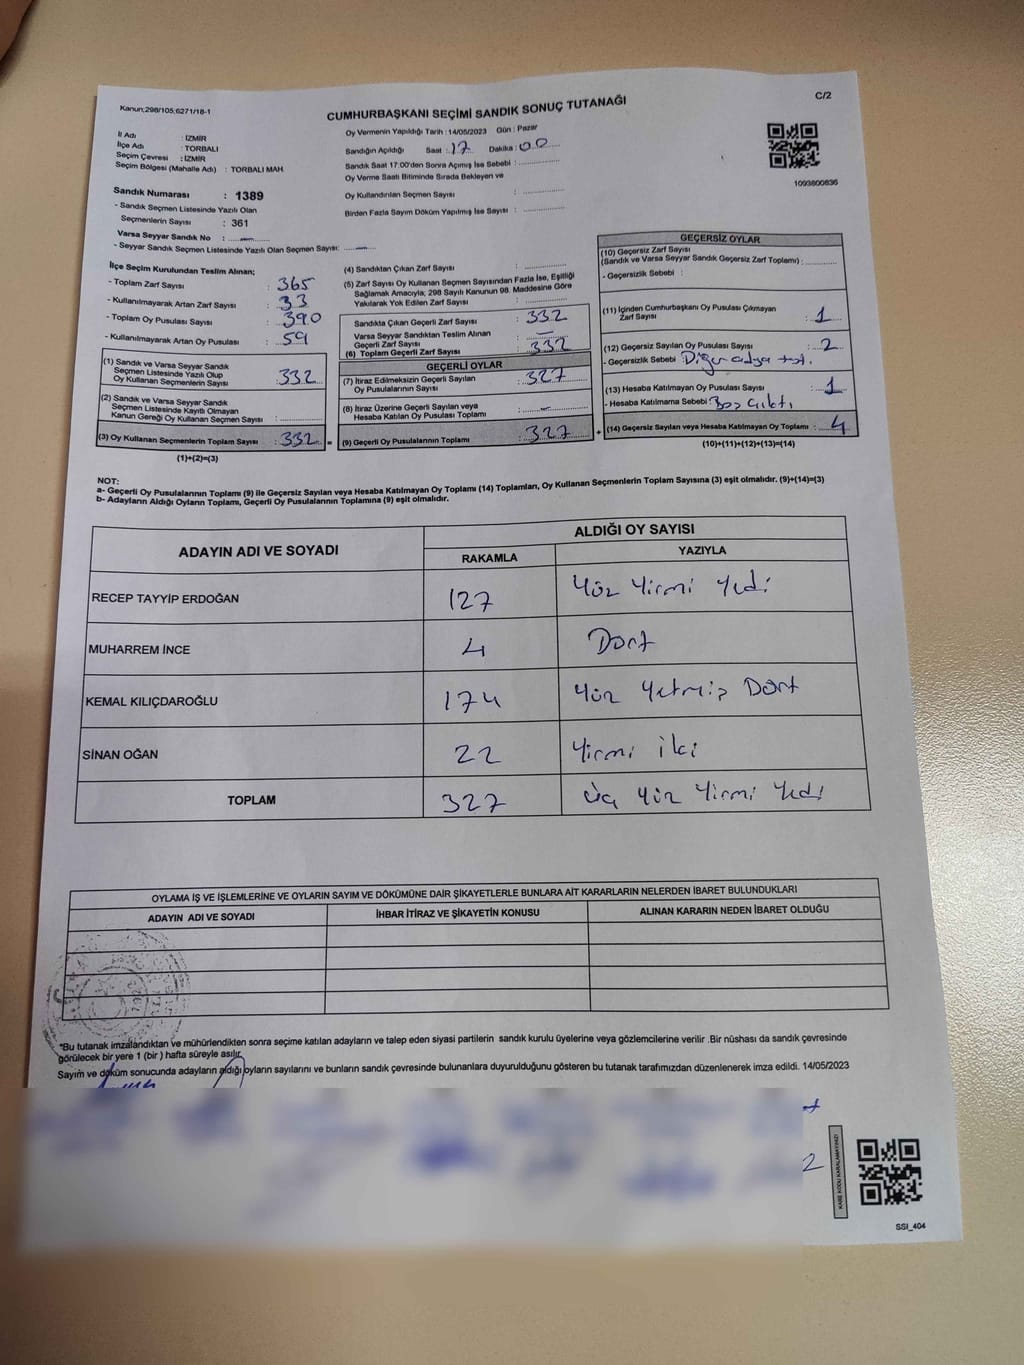 Kanun;298/105;6271/18-1
C/2
CUMHURBAŞKANI SEÇİMİ SANDIK SONUÇ TUTANAĞI
İl Adı : İZMİR
İlçe Adı : TORBALI
Seçim Çevresi : İZMİR
Seçim Bölgesi (Mahalle Adı) : TORBALI MAH.
Oy Vermenin Yapıldığı Tarih : 14/05/2023 Gün : Pazar
Sandığın Açıldığı Saat : 17 Dakika : 00
Sandık Saat 17:00'den Sonra Açılmış İse Sebebi :
Oy Verme Saati Bitiminde Sırada Bekleyen ve
Oy Kullandırılan Seçmen Sayısı :
Birden Fazla Sayım Döküm Yapılmış İse Sayısı :
1093800836
Sandık Numarası : 1389
- Sandık Seçmen Listesinde Yazılı Olan
Seçmenlerin Sayısı : 361
Varsa Seyyar Sandık No : —
- Seyyar Sandık Seçmen Listesinde Yazılı Olan Seçmen Sayısı: —
İlçe Seçim Kurulundan Teslim Alınan;
- Toplam Zarf Sayısı : 365
- Kullanılmayarak Artan Zarf Sayısı : 33
- Toplam Oy Pusulası Sayısı : 390
- Kullanılmayarak Artan Oy Pusulası : 59
(1) Sandık ve Varsa Seyyar Sandık
Seçmen Listesinde Yazılı Olup
Oy Kullanan Seçmenlerin Sayısı : 332
(2) Sandık ve Varsa Seyyar Sandık
Seçmen Listesinde Kayıtlı Olmayan
Kanun Gereği Oy Kullanan Seçmen Sayısı :
(3) Oy Kullanan Seçmenlerin Toplam Sayısı : 332 =
(1)+(2)=(3)
(4) Sandıktan Çıkan Zarf Sayısı :
(5) Zarf Sayısı Oy Kullanan Seçmen Sayısından Fazla İse, Eşitliği
Sağlamak Amacıyla; 298 Sayılı Kanunun 98. Maddesine Göre
Yakılarak Yok Edilen Zarf Sayısı :
Sandıkta Çıkan Geçerli Zarf Sayısı : 332
Varsa Seyyar Sandıktan Teslim Alınan
Geçerli Zarf Sayısı : —
(6) Toplam Geçerli Zarf Sayısı : 332
GEÇERLİ OYLAR
(7) İtiraz Edilmeksizin Geçerli Sayılan
Oy Pusulalarının Sayısı : 327
(8) İtiraz Üzerine Geçerli Sayılan veya
Hesaba Katılan Oy Pusulası Toplamı : —
(9) Geçerli Oy Pusulalarının Toplamı : 327 +
GEÇERSİZ OYLAR
(10) Geçersiz Zarf Sayısı
(Sandık ve Varsa Seyyar Sandık Geçersiz Zarf Toplamı) :
- Geçersizlik Sebebi :
(11) İçinden Cumhurbaşkanı Oy Pusulası Çıkmayan
Zarf Sayısı : 1
(12) Geçersiz Sayılan Oy Pusulası Sayısı : 2
- Geçersizlik Sebebi :
(13) Hesaba Katılmayan Oy Pusulası Sayısı : 1
- Hesaba Katılmama Sebebi : Boş çıktı
(14) Geçersiz Sayılan veya Hesaba Katılmayan Oy Toplamı : 4
(10)+(11)+(12)+(13)=(14)
NOT:
a- Geçerli Oy Pusulalarının Toplamı (9) ile Geçersiz Sayılan veya Hesaba Katılmayan Oy Toplamı (14) Toplamları, Oy Kullanan Seçmenlerin Toplam Sayısına (3) eşit olmalıdır. (9)+(14)=(3)
b- Adayların Aldığı Oyların Toplamı, Geçerli Oy Pusulalarının Toplamına (9) eşit olmalıdır.
ADAYIN ADI VE SOYADI ALDIĞI OY SAYISI
RAKAMLA YAZIYLA
RECEP TAYYİP ERDOĞAN 127 Yüz Yirmi Yedi
MUHARREM İNCE 4 Dört
KEMAL KILIÇDAROĞLU 174 Yüz Yetmiş Dört
SİNAN OĞAN 22 Yirmi iki
TOPLAM 327 Üç Yüz Yirmi Yedi
OYLAMA İŞ VE İŞLEMLERİNE VE OYLARIN SAYIM VE DÖKÜMÜNE DAİR ŞİKAYETLERLE BUNLARA AİT KARARLARIN NELERDEN İBARET BULUNDUKLARI
ADAYIN ADI VE SOYADI İHBAR İTİRAZ VE ŞİKAYETİN KONUSU ALINAN KARARIN NEDEN İBARET OLDUĞU
*Bu tutanak imzalandıktan ve mühürlendikten sonra seçime katılan adayların ve talep eden siyasi partilerin sandık kurulu üyelerine veya gözlemcilerine verilir .Bir nüshası da sandık çevresinde
görülecek bir yere 1 (bir ) hafta süreyle asılır.
Sayım ve döküm sonucunda adayların aldığı oyların sayılarını ve bunların sandık çevresinde bulunanlara duyurulduğunu gösteren bu tutanak tarafımızdan düzenlenerek imza edildi. 14/05/2023
SSI_404